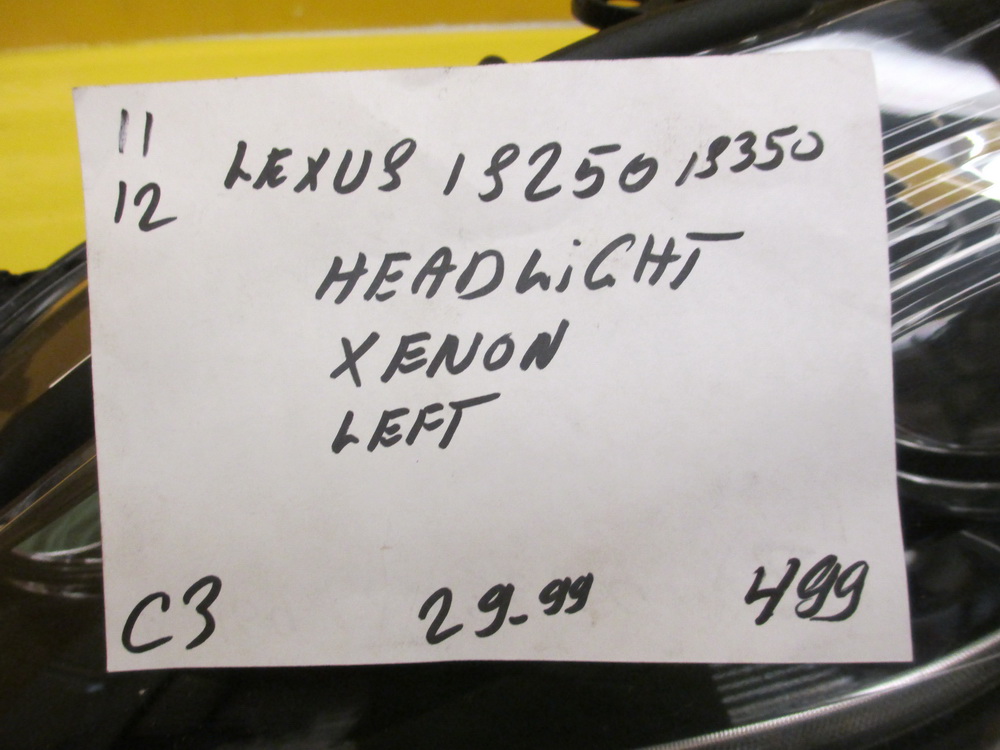 11
12 LEXUS IS250 IS350
HEADLiGHT
XENON
LEFT
C3 29.99 499